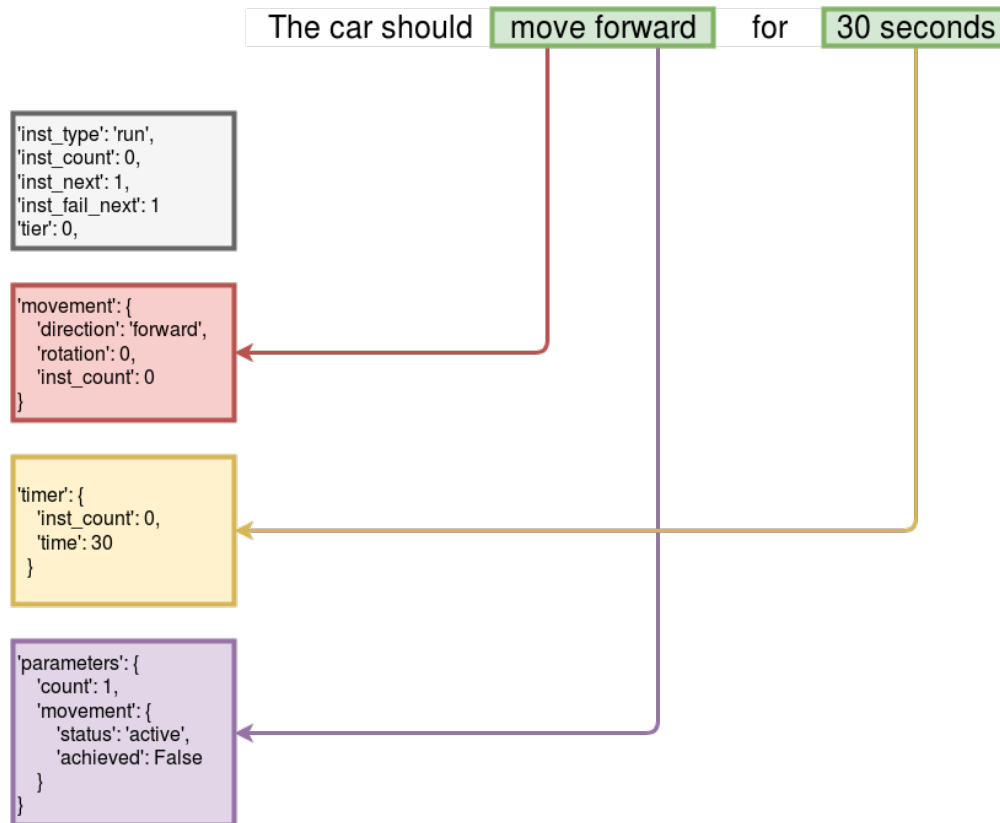 The car should move forward for 30 seconds
'inst_type': 'run',
'inst_count': 0,
'inst_next': 1,
'inst_fail_next': 1
'tier': 0,
'movement': {
'direction': 'forward',
'rotation': 0,
'inst_count': 0
}
'timer': {
'inst_count': 0,
'time': 30
}
'parameters': {
'count': 1,
'movement': {
'status': 'active',
'achieved': False
}
}